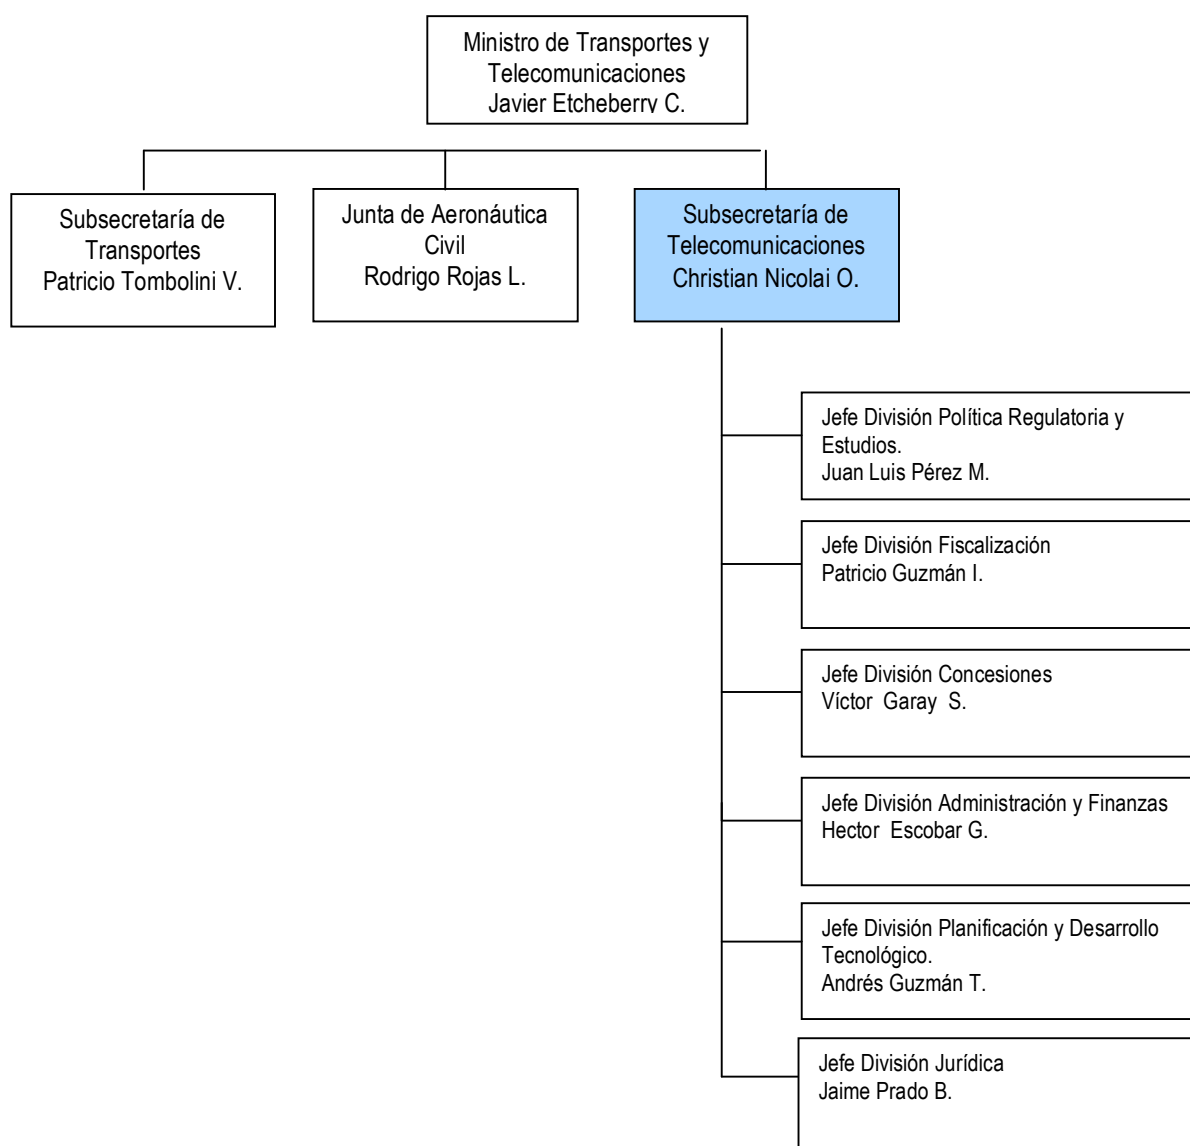 Ministro de Transportes y
Telecomunicaciones
Javier Etcheberry C.
Subsecretaría de
Transportes
Patricio Tombolini V.
Junta de Aeronáutica
Civil
Rodrigo Rojas L.
Subsecretaría de
Telecomunicaciones
Christian Nicolai O.
Jefe División Política Regulatoria y
Estudios.
Juan Luis Pérez M.
Jefe División Fiscalización
Patricio Guzmán I.
Jefe División Concesiones
Víctor Garay S.
Jefe División Administración y Finanzas
Hector Escobar G.
Jefe División Planificación y Desarrollo
Tecnológico.
Andrés Guzmán T.
Jefe División Jurídica
Jaime Prado B.